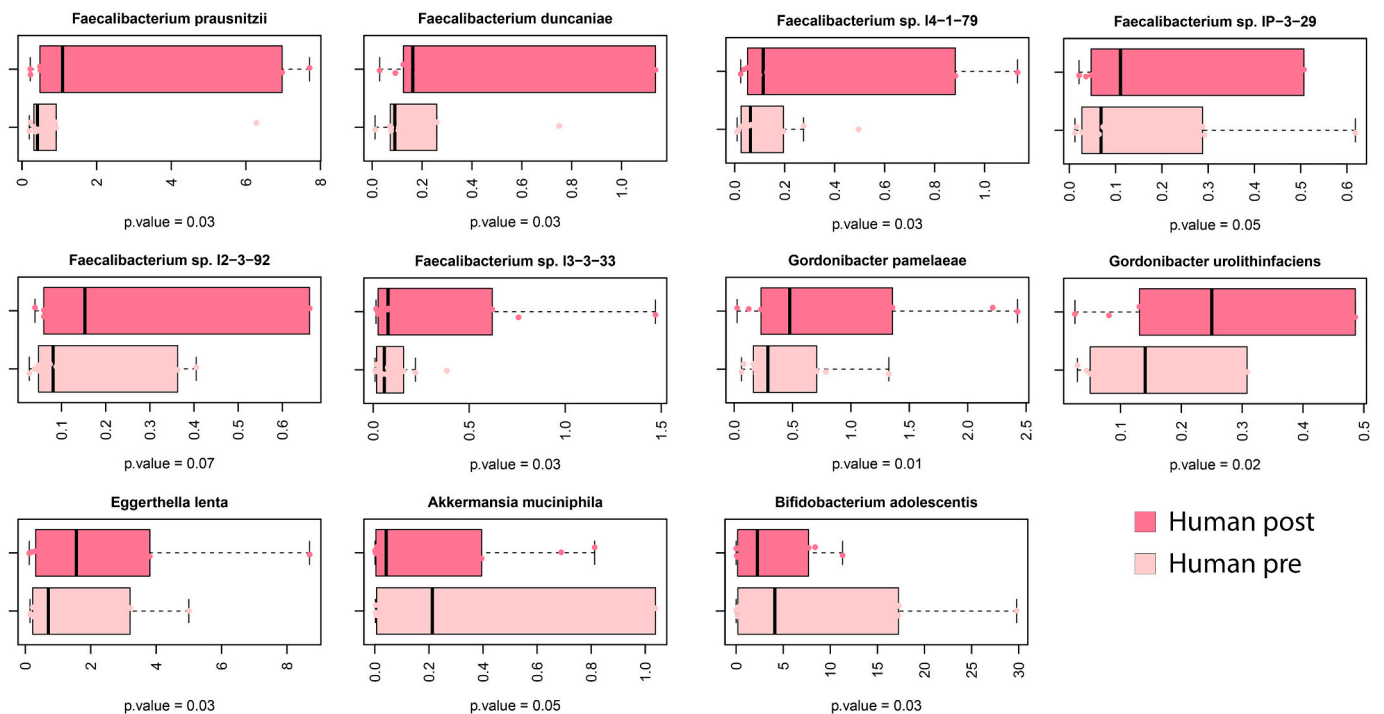 Faecalibacterium prausnitzii
0 2 4 6 8
p.value = 0.03
Faecalibacterium duncaniae
0.0 0.2 0.4 0.6 0.8 1.0
p.value = 0.03
Faecalibacterium sp. I4−1−79
0.0 0.2 0.4 0.6 0.8 1.0
p.value = 0.03
Faecalibacterium sp. IP−3−29
0.0 0.1 0.2 0.3 0.4 0.5 0.6
p.value = 0.05
Faecalibacterium sp. I2−3−92
0.1 0.2 0.3 0.4 0.5 0.6
p.value = 0.07
Faecalibacterium sp. I3−3−33
0.0 0.5 1.0 1.5
p.value = 0.03
Gordonibacter pamelaeae
0.0 0.5 1.0 1.5 2.0 2.5
p.value = 0.01
Gordonibacter urolithinfaciens
0.1 0.2 0.3 0.4 0.5
p.value = 0.02
Eggerthella lenta
0 2 4 6 8
p.value = 0.03
Akkermansia muciniphila
0.0 0.2 0.4 0.6 0.8 1.0
p.value = 0.05
Bifidobacterium adolescentis
0 5 10 15 20 25 30
p.value = 0.03
Human post
Human pre